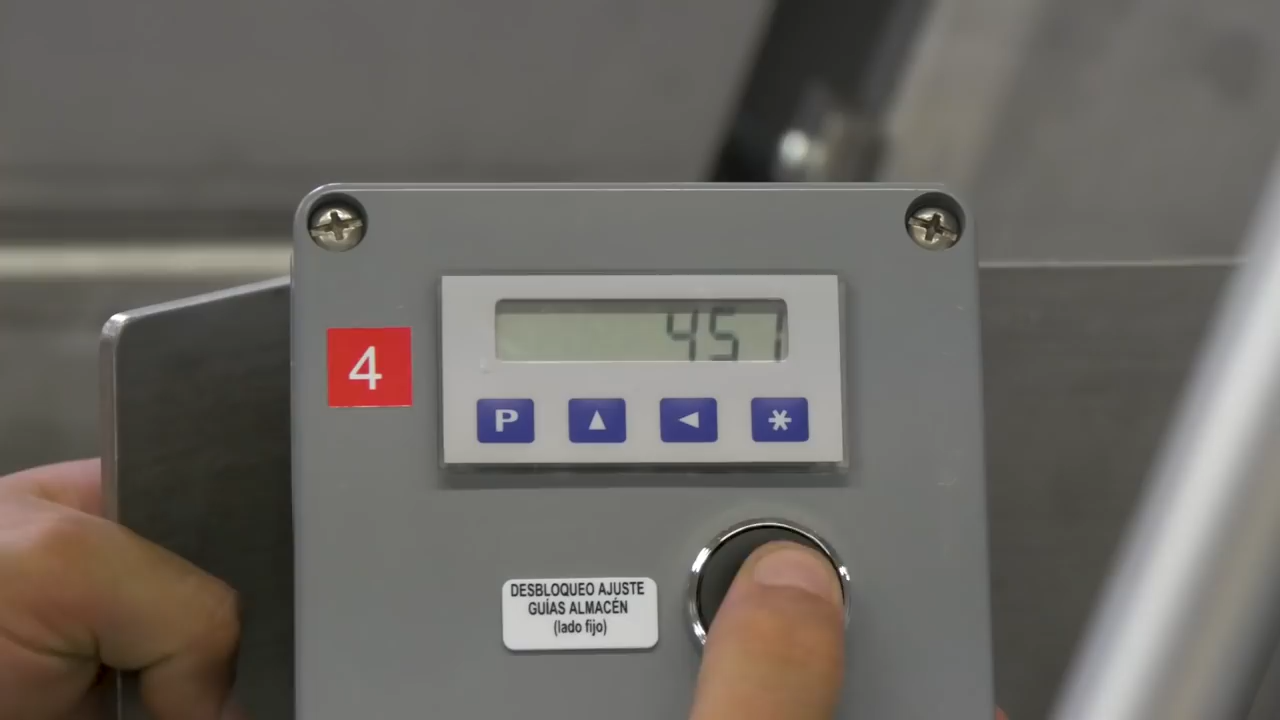 457
4
P
*
DESBLOQUEO AJUSTE
GUÍAS ALMACÉN
(lado fijo)